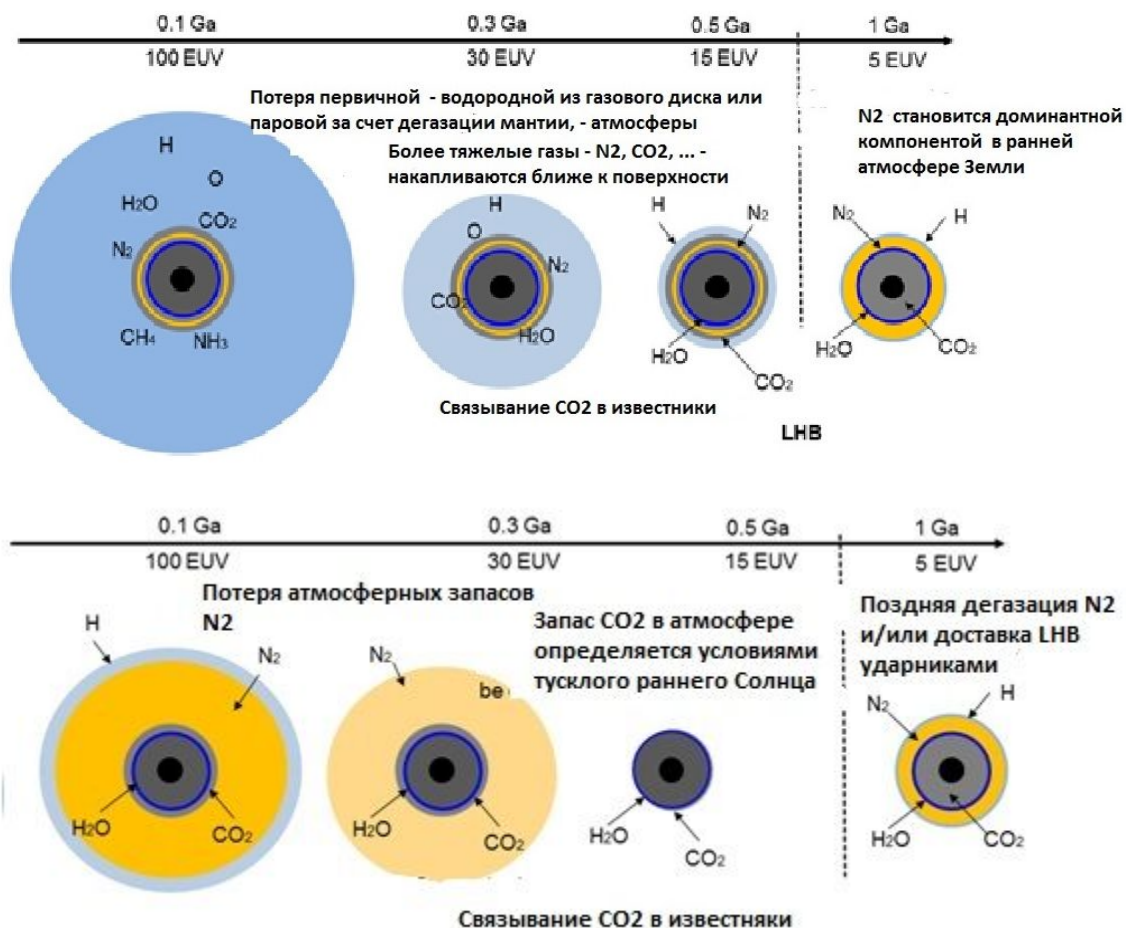 0.1 Ga 0.3 Ga 0.5 Ga 1 Ga
100 EUV 30 EUV 15 EUV 5 EUV
Потеря первичной - водородной из газового диска или
паровой за счет дегазации мантии, - атмосферы
Более тяжелые газы - N2, CO2, ... -
накапливаются ближе к поверхности
N2 становится доминантной
компонентой в ранней
атмосфере Земли
H
O
H2O
CO2
N2
CH4
NH3
H
O
N2
CO2
H2O
H
N2
H2O
CO2
N2
H
H2O
CO2
Связывание CO2 в известники
LHB
0.1 Ga 0.3 Ga 0.5 Ga 1 Ga
100 EUV 30 EUV 15 EUV 5 EUV
Потеря атмосферных запасов
N2
Запас CO2 в атмосфере
определяется условиями
тусклого раннего Солнца
Поздняя дегазация N2
и/или доставка LHB
ударниками
H
N2
H2O
CO2
N2
be
H2O
CO2
H2O
CO2
N2
H
H2O
CO2
Связывание CO2 в известняки